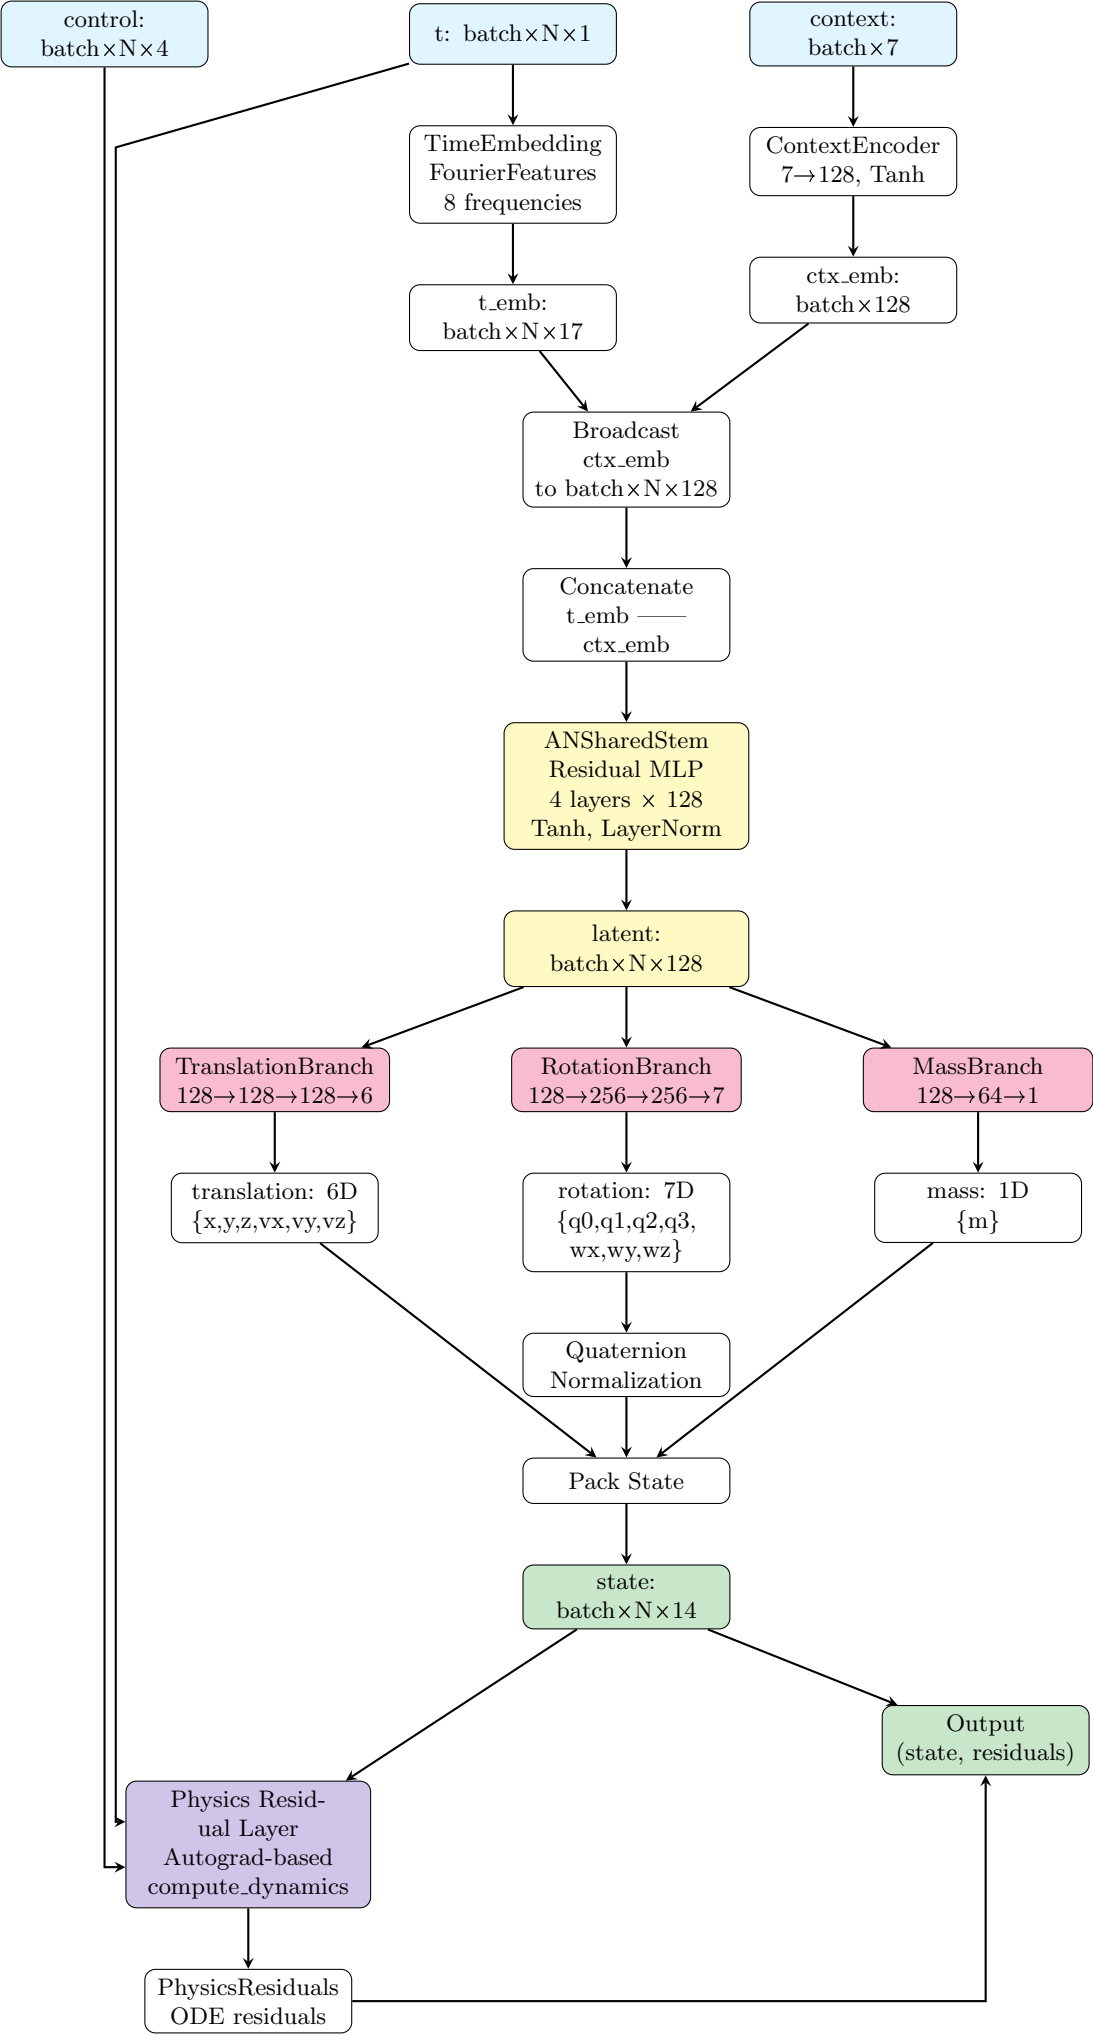 control:
batch×N×4
t: batch×N×1
context:
batch×7
TimeEmbedding
FourierFeatures
8 frequencies
ContextEncoder
7→128, Tanh
t_emb:
batch×N×17
ctx_emb:
batch×128
Broadcast
ctx_emb
to batch×N×128
Concatenate
t_emb ——
ctx_emb
ANSharedStem
Residual MLP
4 layers × 128
Tanh, LayerNorm
latent:
batch×N×128
TranslationBranch
128→128→128→6
RotationBranch
128→256→256→7
MassBranch
128→64→1
translation: 6D
{x,y,z,vx,vy,vz}
rotation: 7D
{q0,q1,q2,q3,
wx,wy,wz}
mass: 1D
{m}
Quaternion
Normalization
Pack State
state:
batch×N×14
Output
(state, residuals)
Physics Resid-
ual Layer
Autograd-based
compute_dynamics
PhysicsResiduals
ODE residuals